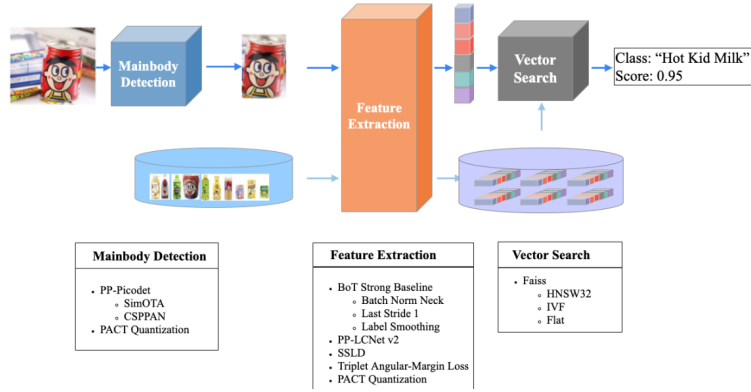 Mainbody
Detection
Feature
Extraction
Vector
Search
Class: “Hot Kid Milk”
Score: 0.95
Mainbody Detection
• PP-Picodet
• SimOTA
• CSPPAN
• PACT Quantization
Feature Extraction
• BoT Strong Baseline
• Batch Norm Neck
• Last Stride 1
• Label Smoothing
• PP-LCNet v2
• SSLD
• Triplet Angular-Margin Loss
• PACT Quantization
Vector Search
• Faiss
• HNSW32
• IVF
• Flat